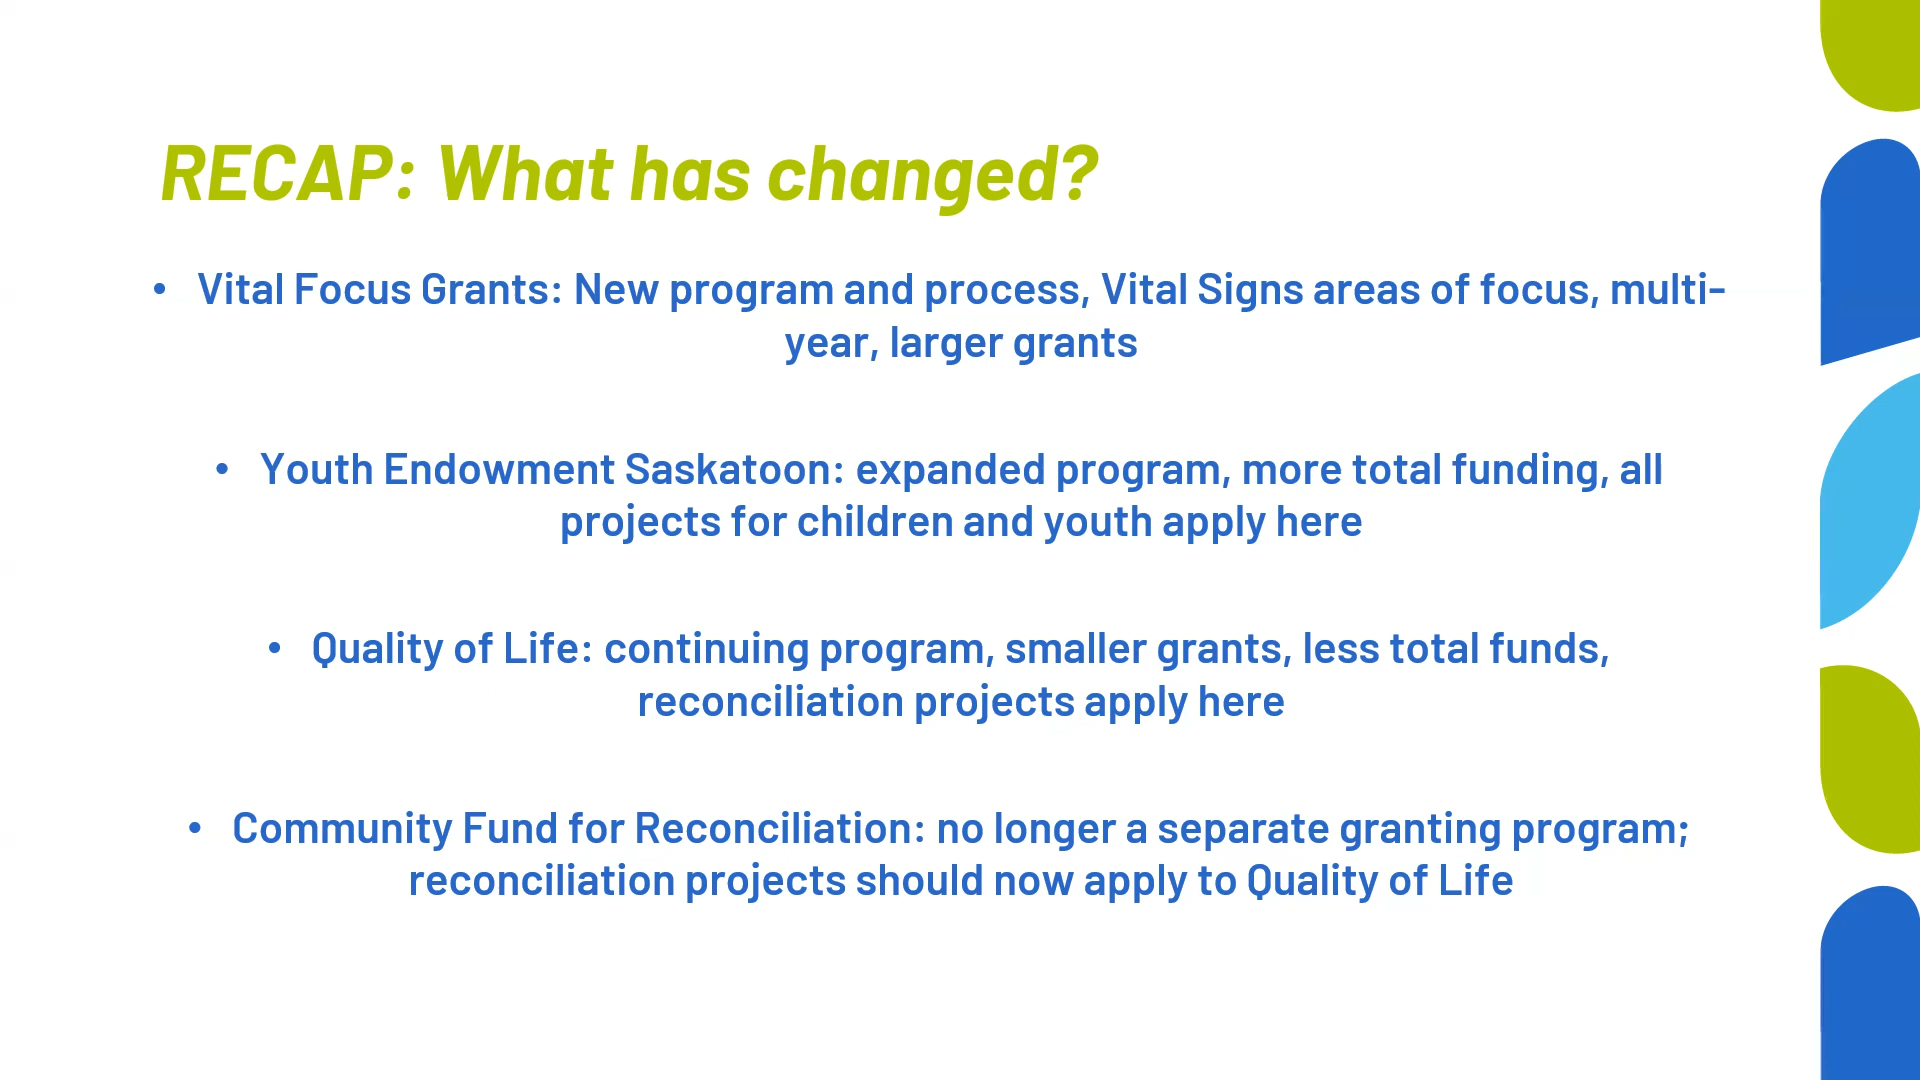 RECAP: What has changed?
• Vital Focus Grants: New program and process, Vital Signs areas of focus, multi-
year, larger grants
• Youth Endowment Saskatoon: expanded program, more total funding, all
projects for children and youth apply here
• Quality of Life: continuing program, smaller grants, less total funds,
reconciliation projects apply here
• Community Fund for Reconciliation: no longer a separate granting program;
reconciliation projects should now apply to Quality of Life